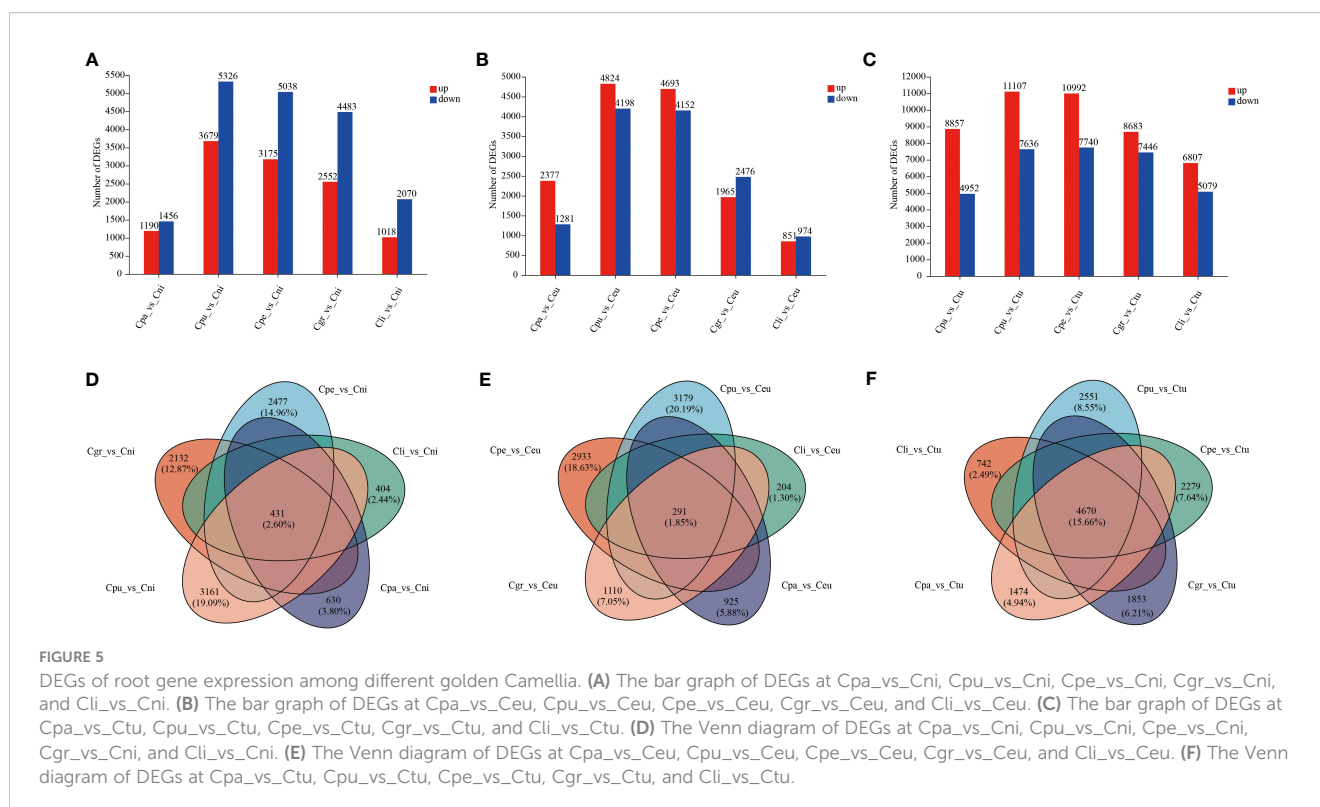 A
5500
5000
4500
4000
3500
3000
2500
2000
1500
1000
500
0
Number of DEGs
1190
1456
3679
5326
3175
5038
2552
4483
1018
2070
up
down
Cpa_vs_Cni
Cpu_vs_Cni
Cpe_vs_Cni
Cgr_vs_Cni
Cli_vs_Cni
B
5000
4500
4000
3500
3000
2500
2000
1500
1000
500
0
Number of DEGs
2377
1281
4824
4198
4693
4152
1965
2476
851
974
up
down
Cpa_vs_Ceu
Cpu_vs_Ceu
Cpe_vs_Ceu
Cgr_vs_Ceu
Cli_vs_Ceu
C
12000
11000
10000
9000
8000
7000
6000
5000
4000
3000
2000
1000
0
Number of DEGs
8857
4952
11107
7636
10992
7740
8683
7446
6807
5079
up
down
Cpa_vs_Ctu
Cpu_vs_Ctu
Cpe_vs_Ctu
Cgr_vs_Ctu
Cli_vs_Ctu
D
Cpe_vs_Cni
2477
(14.96%)
Cgr_vs_Cni
2132
(12.87%)
Cli_vs_Cni
404
(2.44%)
431
(2.60%)
Cpu_vs_Cni
3161
(19.09%)
630
(3.80%)
Cpa_vs_Cni
E
Cpu_vs_Ceu
3179
(20.19%)
Cpe_vs_Ceu
2933
(18.63%)
Cli_vs_Ceu
204
(1.30%)
291
(1.85%)
Cgr_vs_Ceu
1110
(7.05%)
925
(5.88%)
Cpa_vs_Ceu
F
Cpu_vs_Ctu
2551
(8.55%)
Cli_vs_Ctu
742
(2.49%)
Cpe_vs_Ctu
2279
(7.64%)
4670
(15.66%)
Cpa_vs_Ctu
1474
(4.94%)
1853
(6.21%)
Cgr_vs_Ctu
FIGURE 5
DEGs of root gene expression among different golden Camellia. (A) The bar graph of DEGs at Cpa_vs_Cni, Cpu_vs_Cni, Cpe_vs_Cni, Cgr_vs_Cni,
and Cli_vs_Cni. (B) The bar graph of DEGs at Cpa_vs_Ceu, Cpu_vs_Ceu, Cpe_vs_Ceu, Cgr_vs_Ceu, and Cli_vs_Ceu. (C) The bar graph of DEGs at
Cpa_vs_Ctu, Cpu_vs_Ctu, Cpe_vs_Ctu, Cgr_vs_Ctu, and Cli_vs_Ctu. (D) The Venn diagram of DEGs at Cpa_vs_Cni, Cpu_vs_Cni, Cpe_vs_Cni,
Cgr_vs_Cni, and Cli_vs_Cni. (E) The Venn diagram of DEGs at Cpa_vs_Ceu, Cpu_vs_Ceu, Cpe_vs_Ceu, Cgr_vs_Ceu, and Cli_vs_Ceu. (F) The Venn
diagram of DEGs at Cpa_vs_Ctu, Cpu_vs_Ctu, Cpe_vs_Ctu, Cgr_vs_Ctu, and Cli_vs_Ctu.